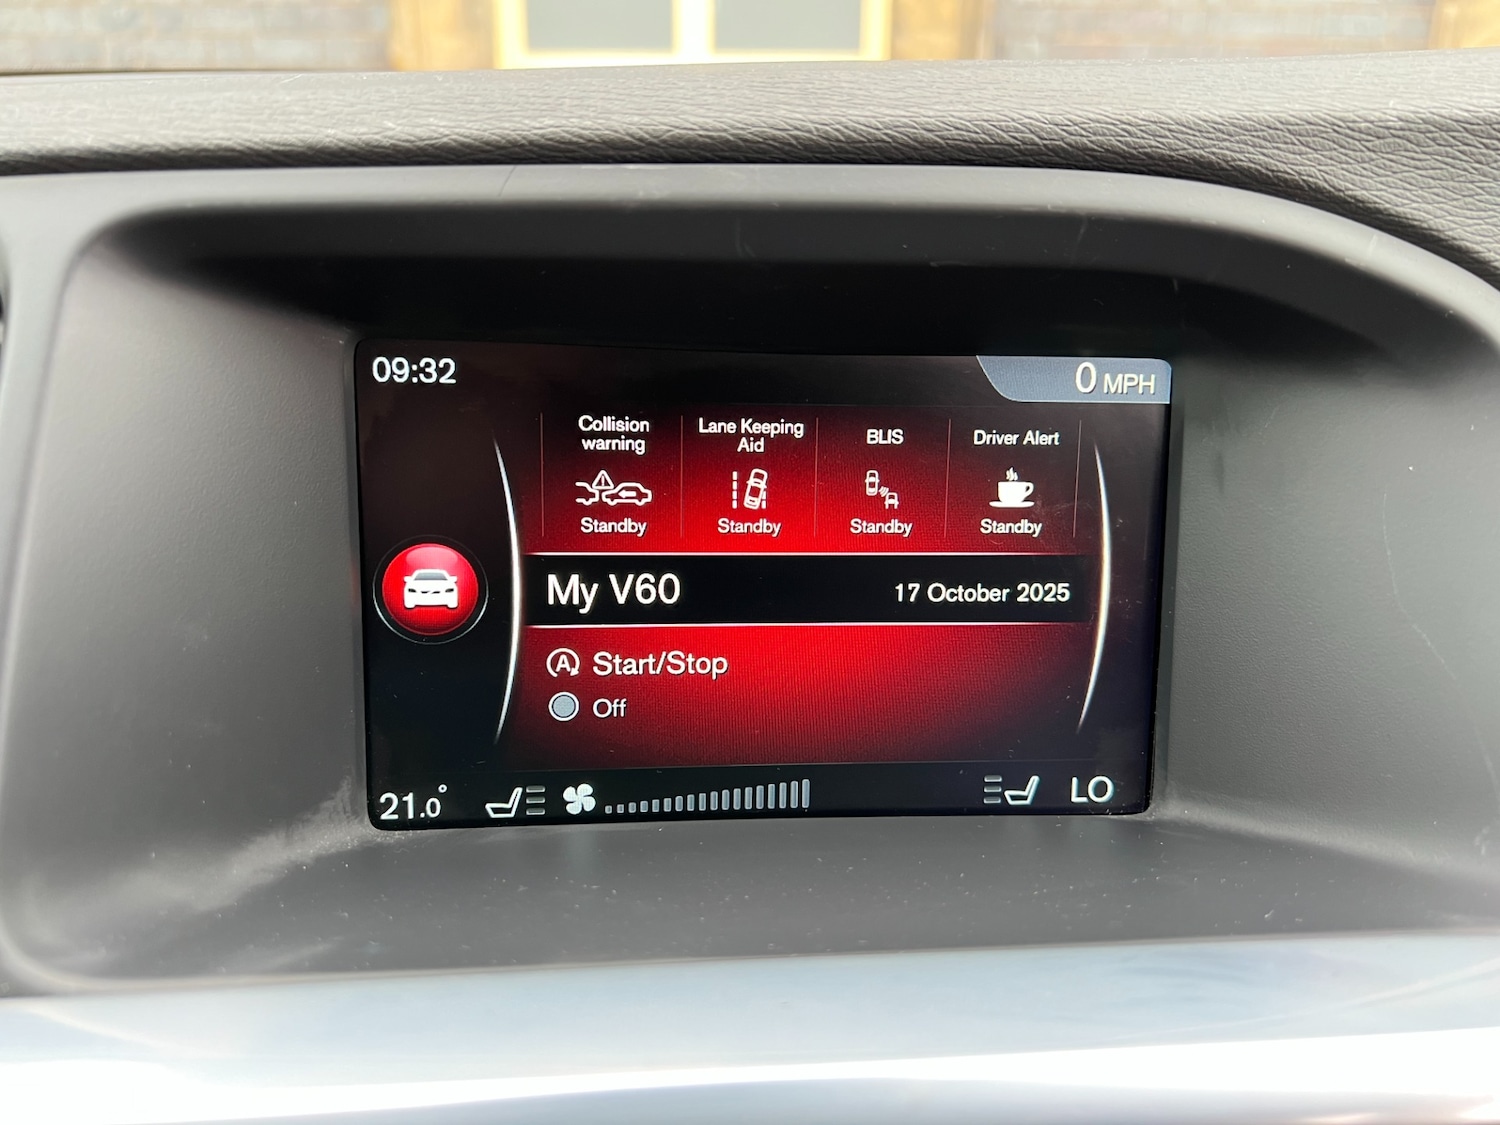 09:32
0 MPH
Collision
warning
Standby
Lane Keeping
Aid
Standby
BLIS
Standby
Driver Alert
Standby
My V60
17 October 2025
A Start/Stop
Off
21.0°
LO